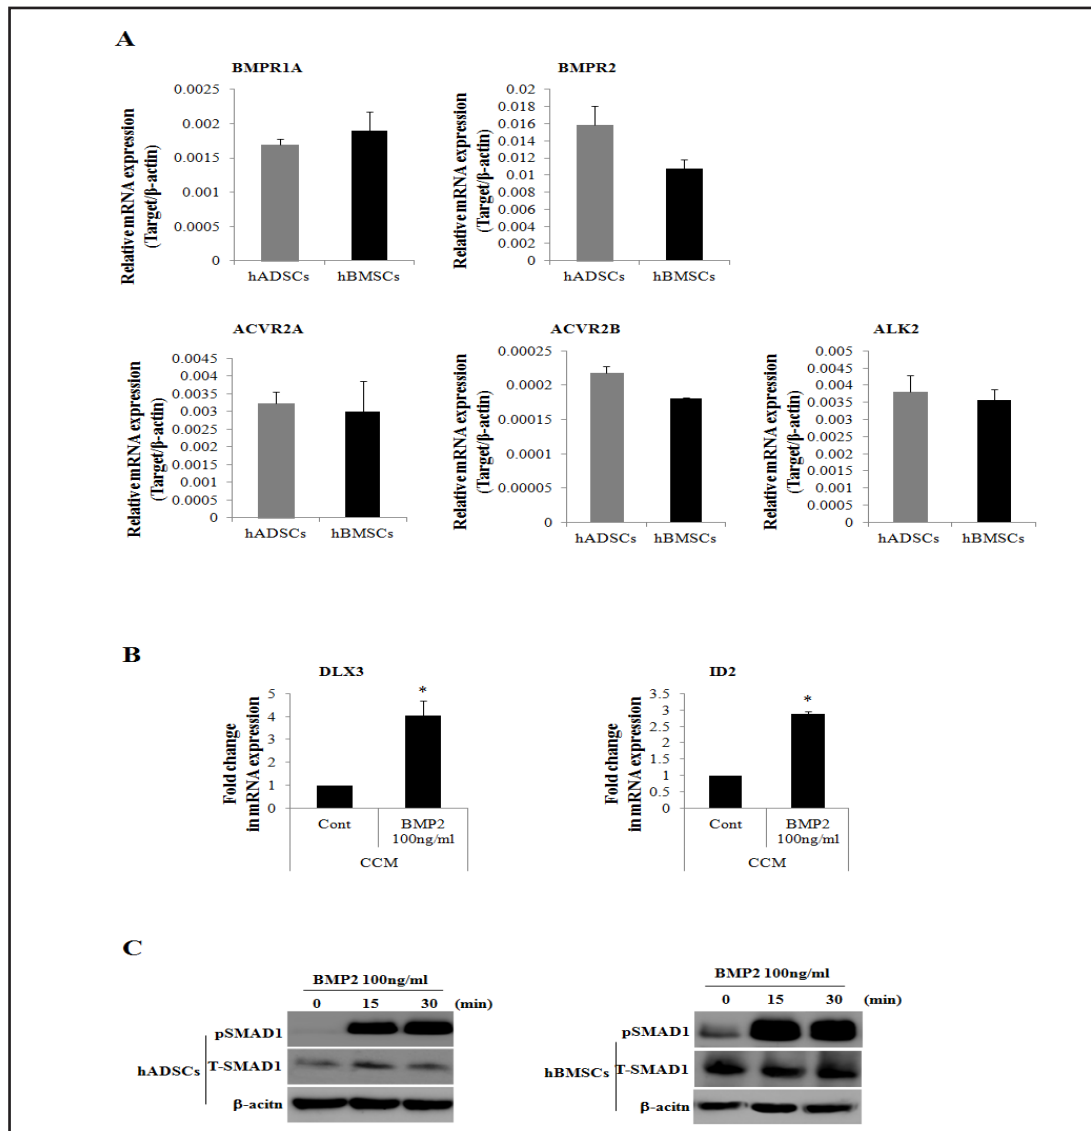 A
BMPR1A
Relative mRNA expression
(Target/β-actin)
0.0025
0.002
0.0015
0.001
0.0005
0
hADSCs hBMSCs
BMPR2
Relative mRNA expression
(Target/β-actin)
0.02
0.018
0.016
0.014
0.012
0.01
0.008
0.006
0.004
0.002
0
hADSCs hBMSCs
ACVR2A
Relative mRNA expression
(Target/β-actin)
0.0045
0.004
0.0035
0.003
0.0025
0.002
0.0015
0.001
0.0005
0
hADSCs hBMSCs
ACVR2B
Relative mRNA expression
(Target/β-actin)
0.00025
0.0002
0.00015
0.0001
0.00005
0
hADSCs hBMSCs
ALK2
Relative mRNA expression
(Target/β-actin)
0.005
0.0045
0.004
0.0035
0.003
0.0025
0.002
0.0015
0.001
0.0005
0
hADSCs hBMSCs
B
DLX3
Fold change
in mRNA expression
5
4
3
2
1
0
*
Cont BMP2
100ng/ml
CCM
ID2
Fold change
in mRNA expression
3.5
3
2.5
2
1.5
1
0.5
0
*
Cont BMP2
100ng/ml
CCM
C
BMP2 100ng/ml
0 15 30 (min)
hADSCs
pSMAD1
T-SMAD1
β-acitn
BMP2 100ng/ml
0 15 30 (min)
hBMSCs
pSMAD1
T-SMAD1
β-acitn